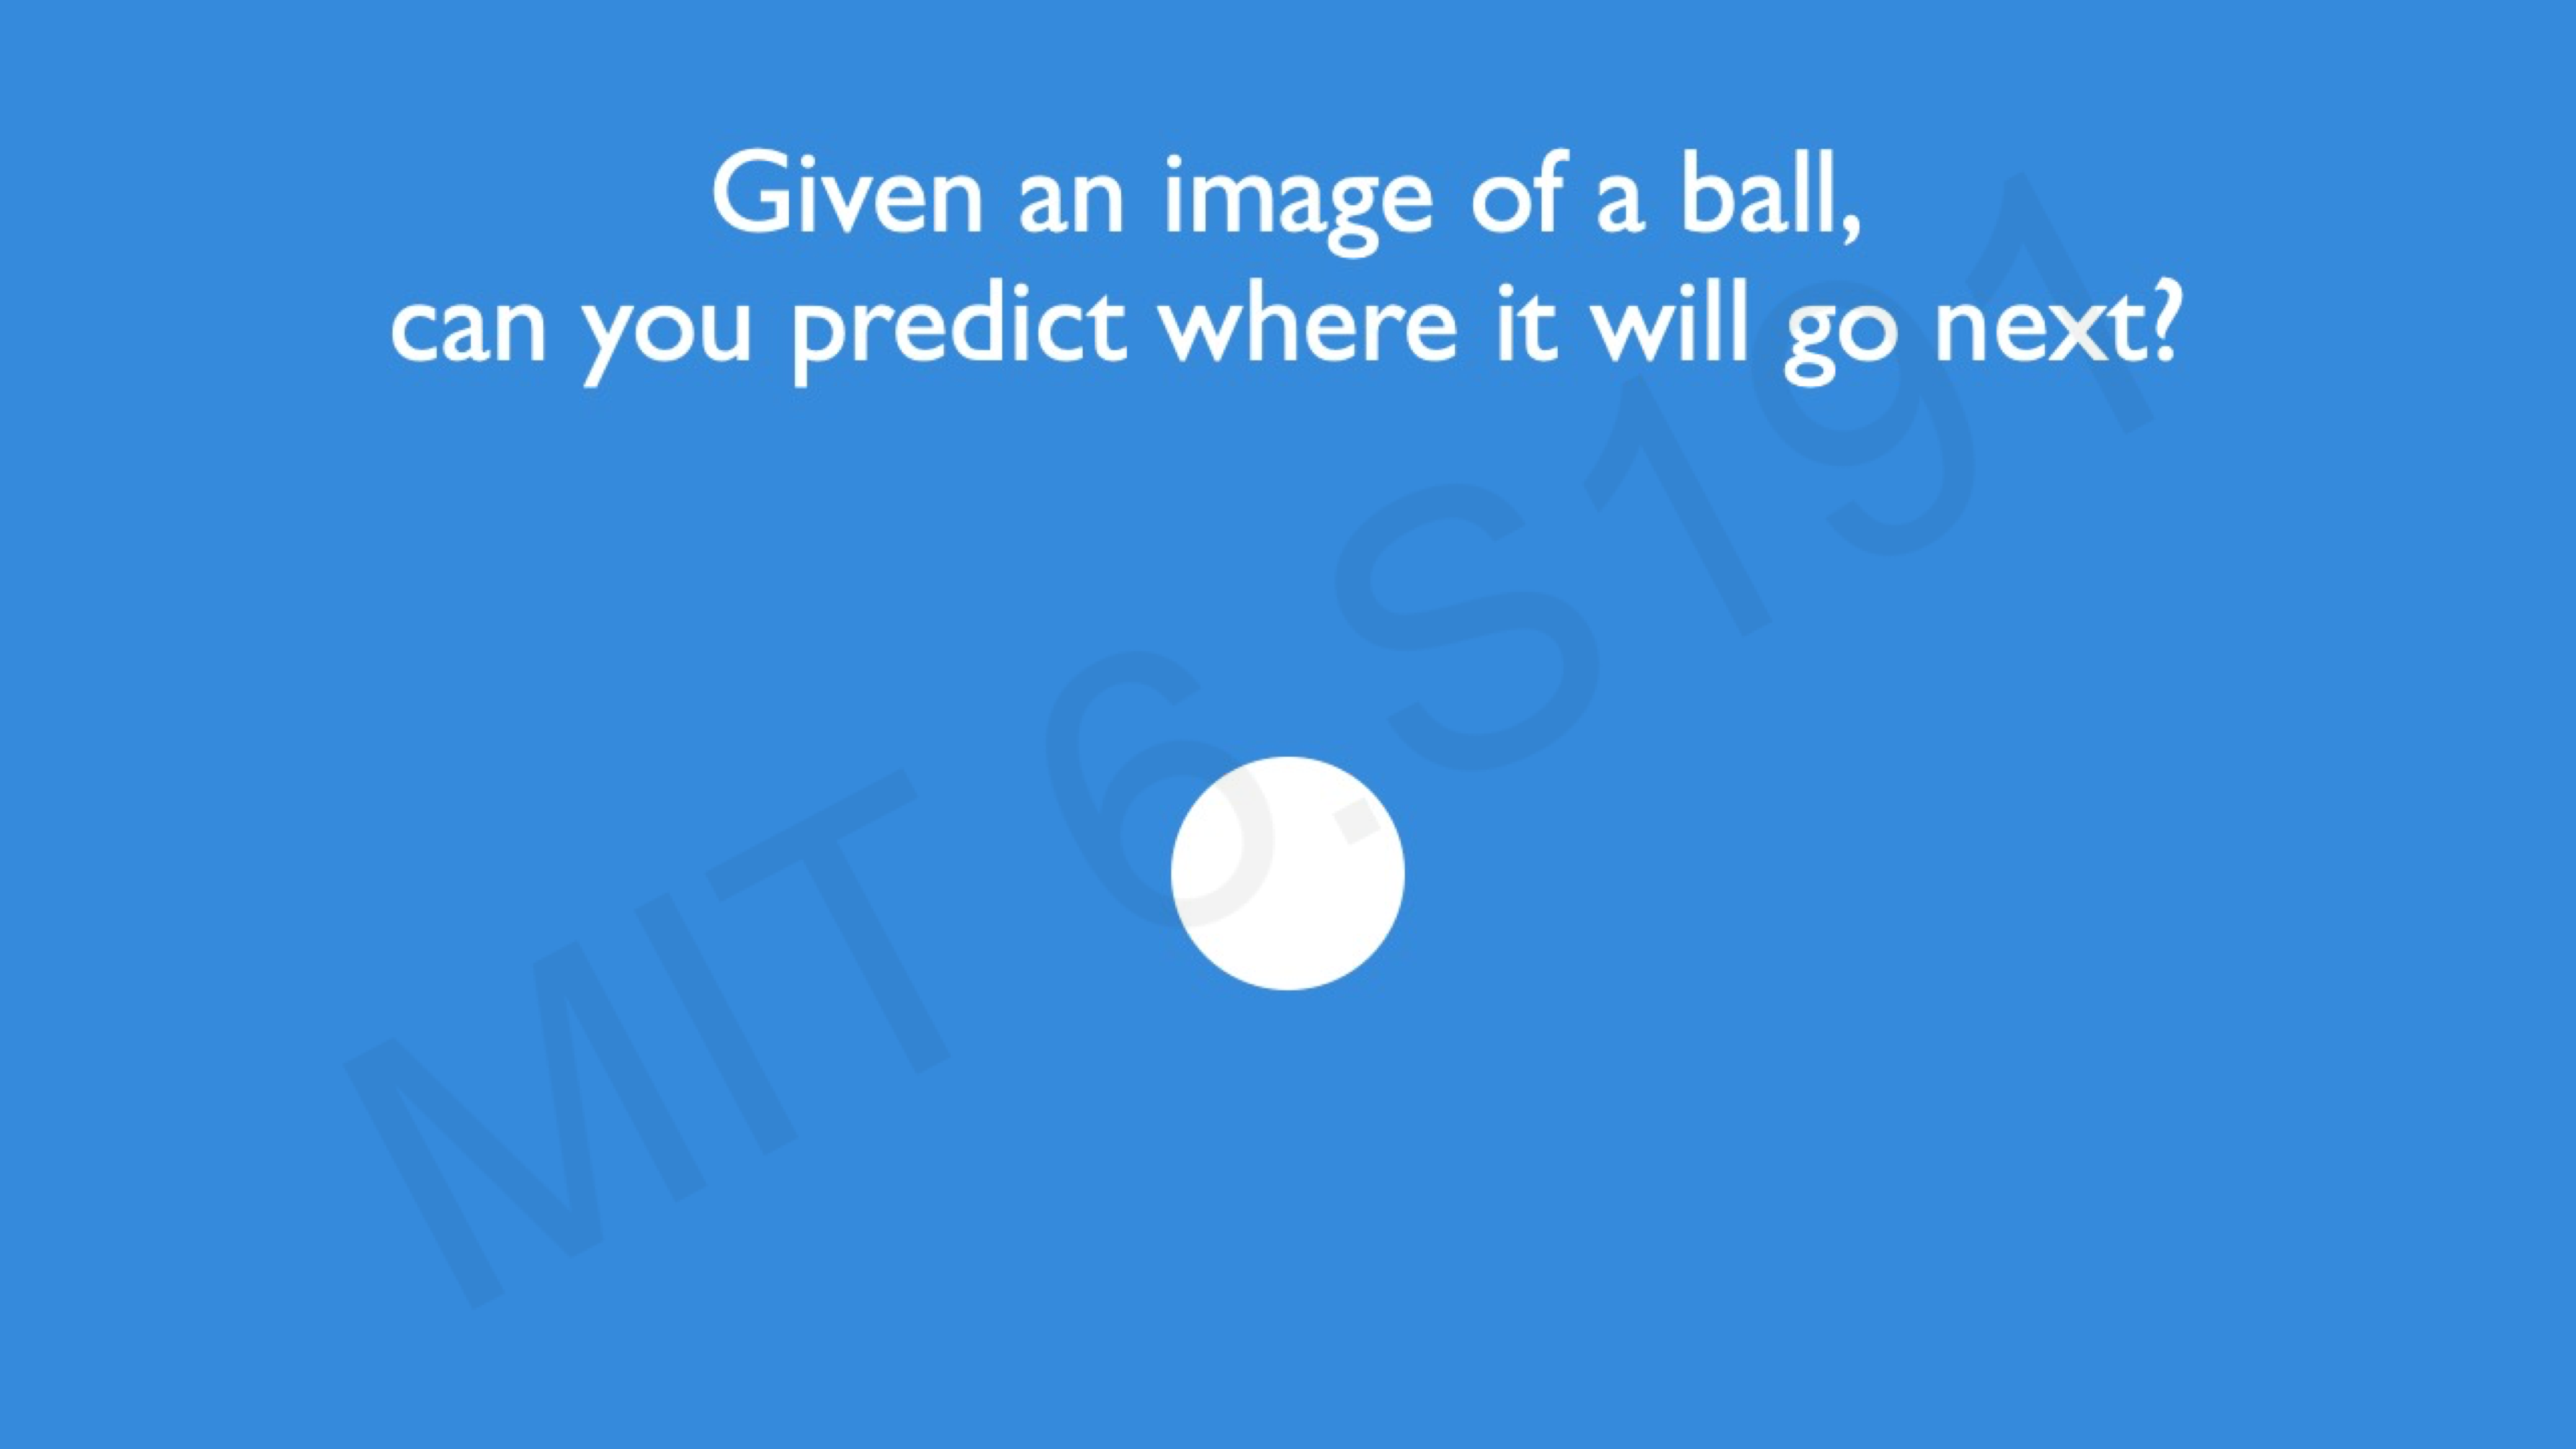 Given an image of a ball,
can you predict where it will go next?
MIT 6.S191